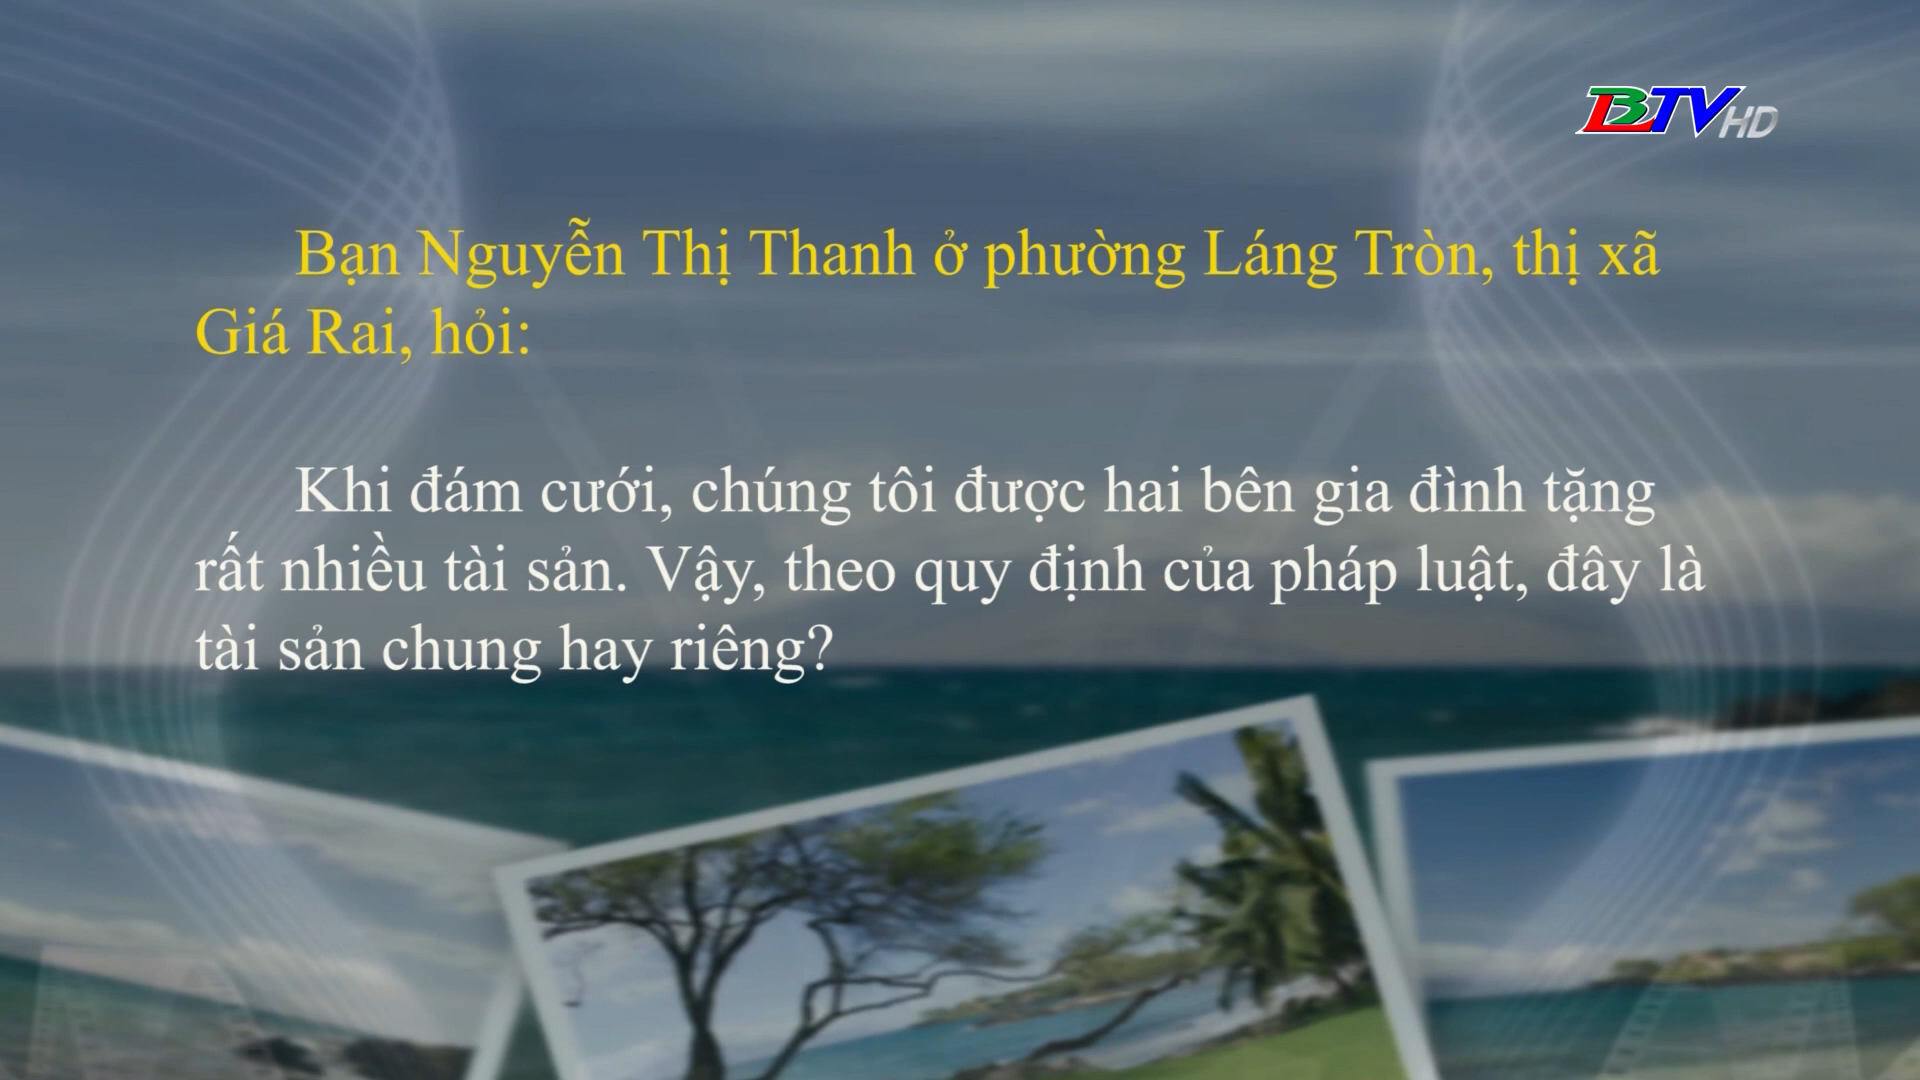 BTV HD
Bạn Nguyễn Thị Thanh ở phường Láng Tròn, thị xã
Giá Rai, hỏi:
Khi đám cưới, chúng tôi được hai bên gia đình tặng
rất nhiều tài sản. Vậy, theo quy định của pháp luật, đây là
tài sản chung hay riêng?